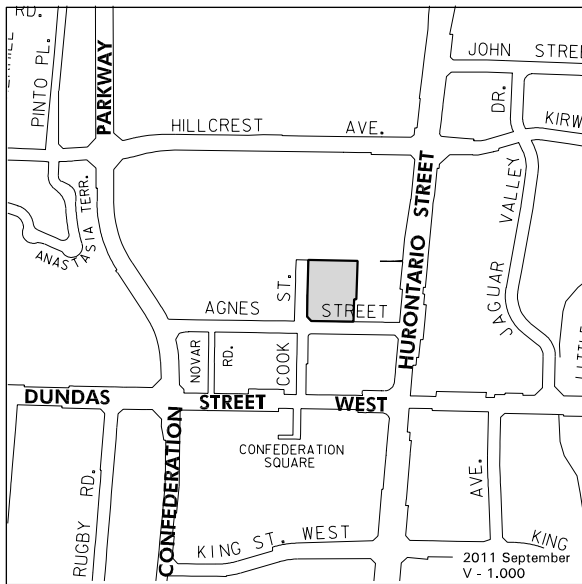 RD.
PINTO PL.
PARKWAY
JOHN STREE
DR.
KIRW
HILLCREST AVE.
HURONTARIO STREET
JAGUAR VALLEY
ANASTASIA TERR.
AGNES STREET
COOK ST.
NOVAR RD.
DUNDAS STREET WEST
CONFEDERATION
CONFEDERATION
SQUARE
RUGBY RD.
AVE.
KING ST. WEST
KING
2011 September
V - 1.000